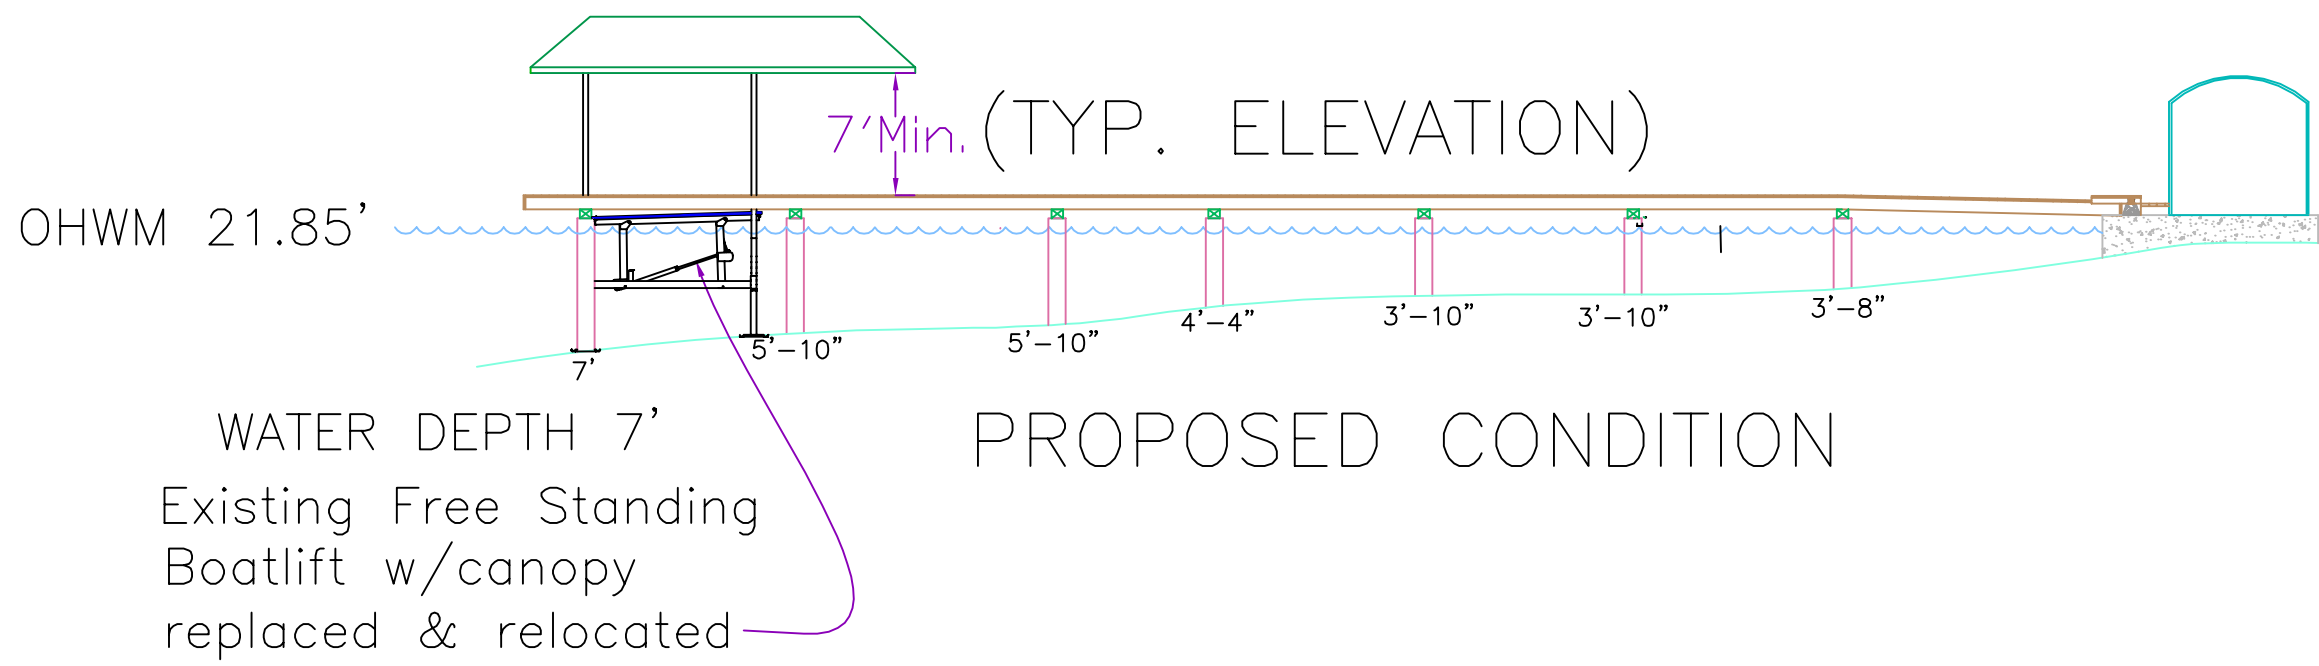 7'Min. (TYP. ELEVATION)
OHWM 21.85'
7' 5'-10" 5'-10" 4'-4" 3'-10" 3'-10" 3'-8"
WATER DEPTH 7'
PROPOSED CONDITION
Existing Free Standing
Boatlift w/canopy
replaced & relocated